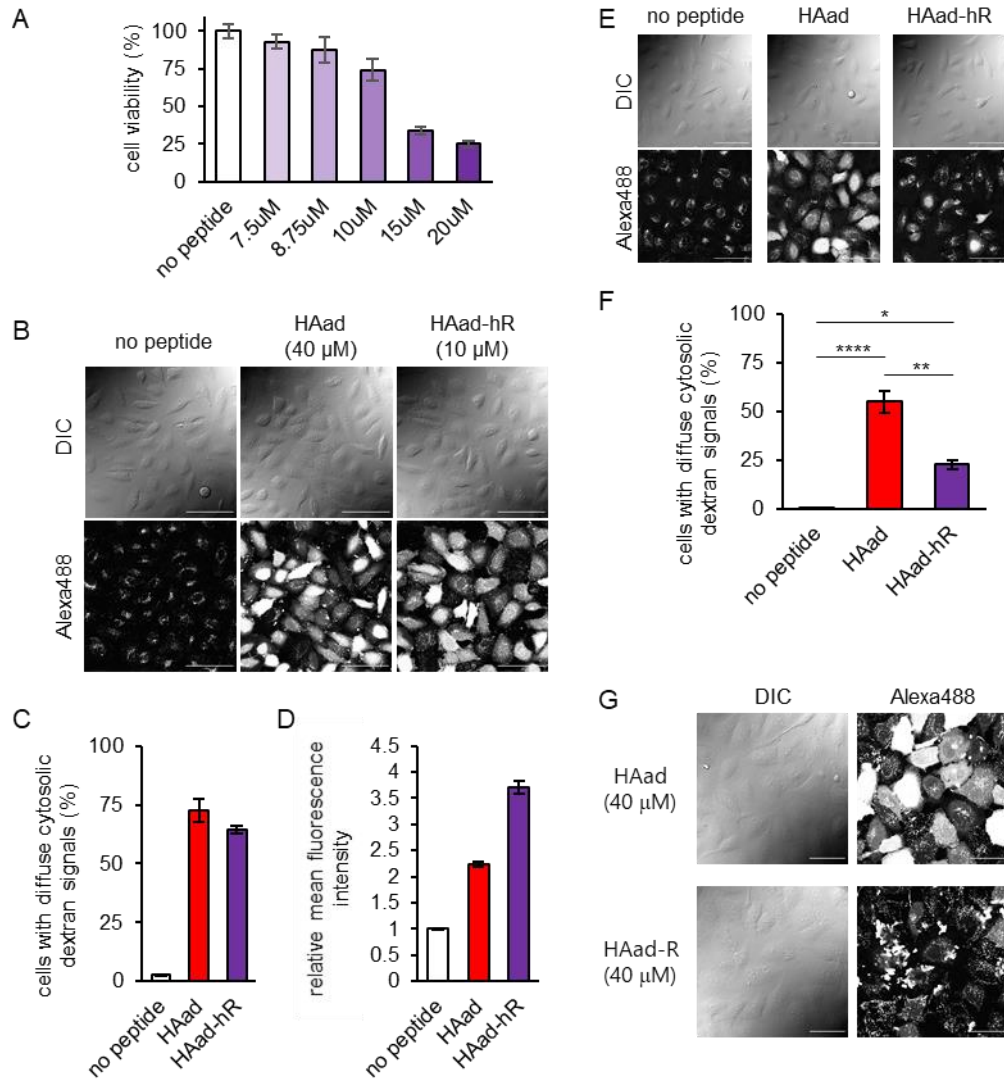 A
cell viability (%)
100
75
50
25
0
no peptide
7.5uM
8.75uM
10uM
15uM
20uM
B
no peptide
HAad
(40 μM)
HAad-hR
(10 μM)
DIC
Alexa488
C
cells with diffuse cytosolic
dextran signals (%)
100
75
50
25
0
no peptide
HAad
HAad-hR
D
relative mean fluorescence
intensity
4.5
4
3.5
3
2.5
2
1.5
1
0.5
0
no peptide
HAad
HAad-hR
E
no peptide
HAad
HAad-hR
DIC
Alexa488
F
cells with diffuse cytosolic
dextran signals (%)
100
75
50
25
0
*
****
**
no peptide
HAad
HAad-hR
G
DIC
Alexa488
HAad
(40 μM)
HAad-R
(40 μM)